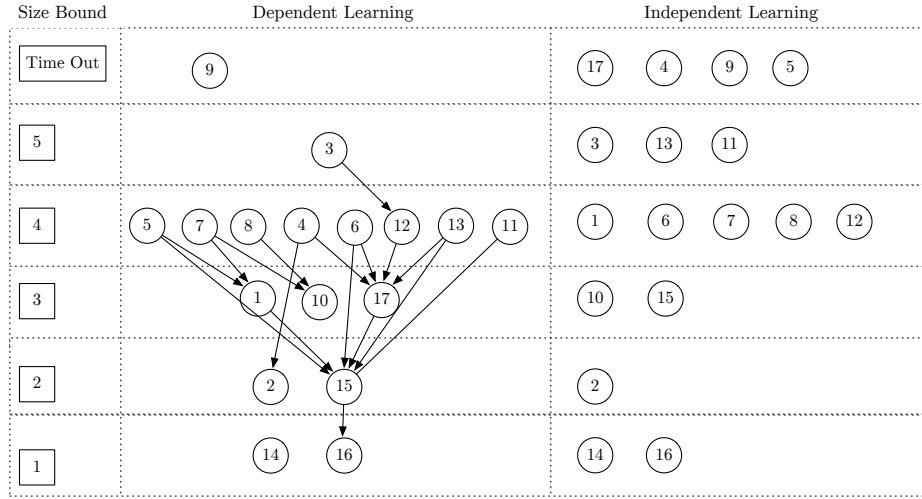 Size Bound Dependent Learning Independent Learning
Time Out 9 17 4 9 5
5 3 3 13 11
4 5 7 8 4 6 12 13 11 1 6 7 8 12
3 1 10 17 10 15
2 2 15 2
1 14 16 14 16